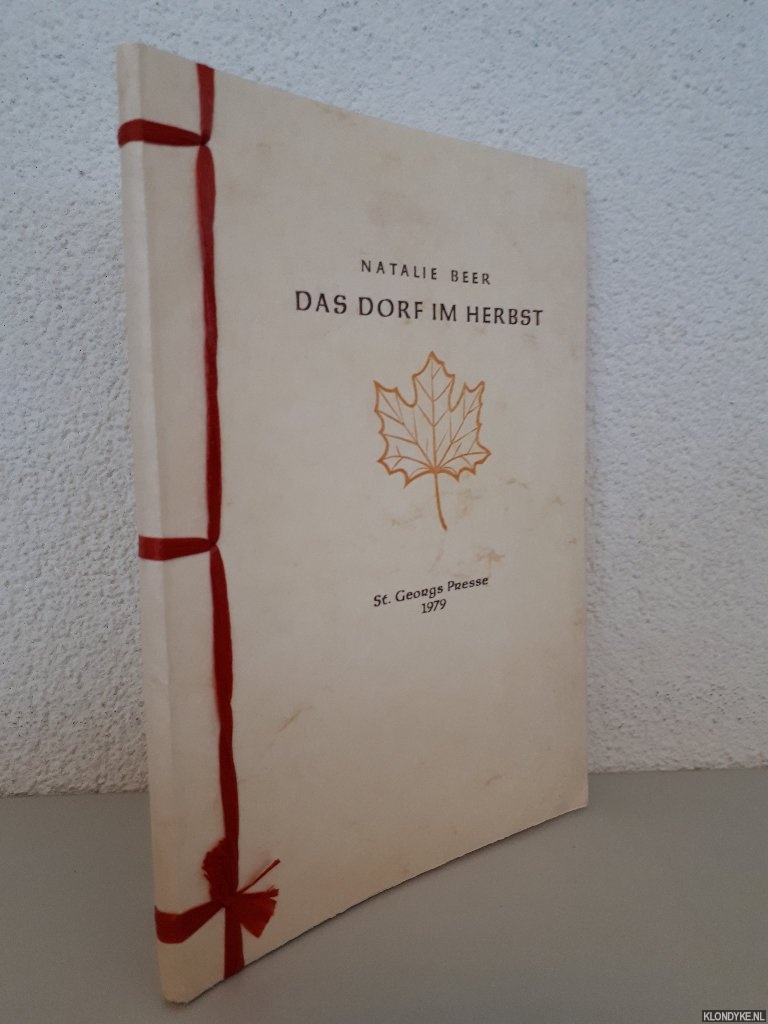 NATALIE BEER
DAS DORF IM HERBST
St. Georgs Presse
1979
KLONDYKE.NL